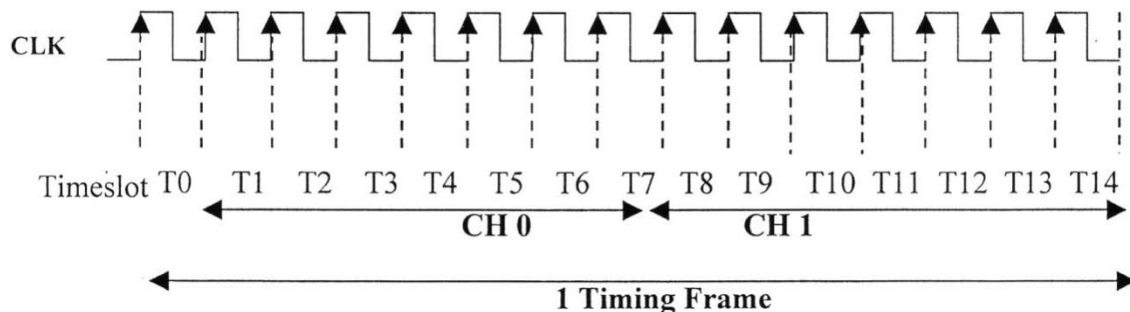 CLK
Timeslot T0 T1 T2 T3 T4 T5 T6 T7 T8 T9 T10 T11 T12 T13 T14
CH 0 CH 1
1 Timing Frame